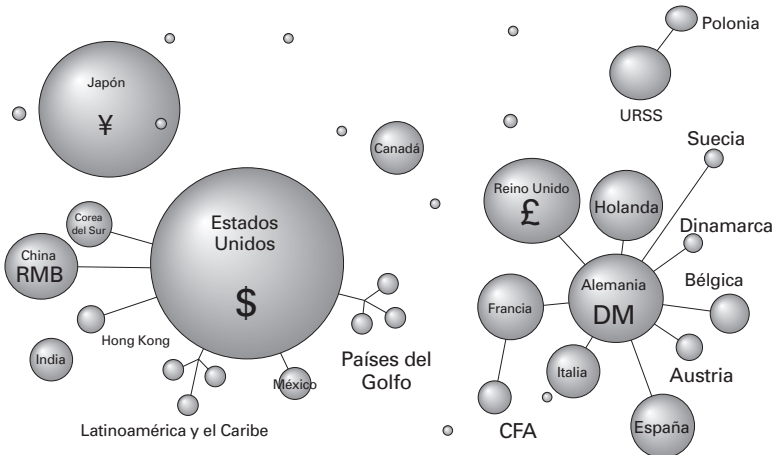 Polonia
URSS
Japón
¥
Canadá
Suecia
Reino Unido
£
Holanda
Dinamarca
Corea
del Sur
Estados
Unidos
$
China
RMB
Alemania
DM
Bélgica
Francia
Hong Kong
India
Países del
Golfo
México
Italia
Austria
Latinoamérica y el Caribe
CFA
España